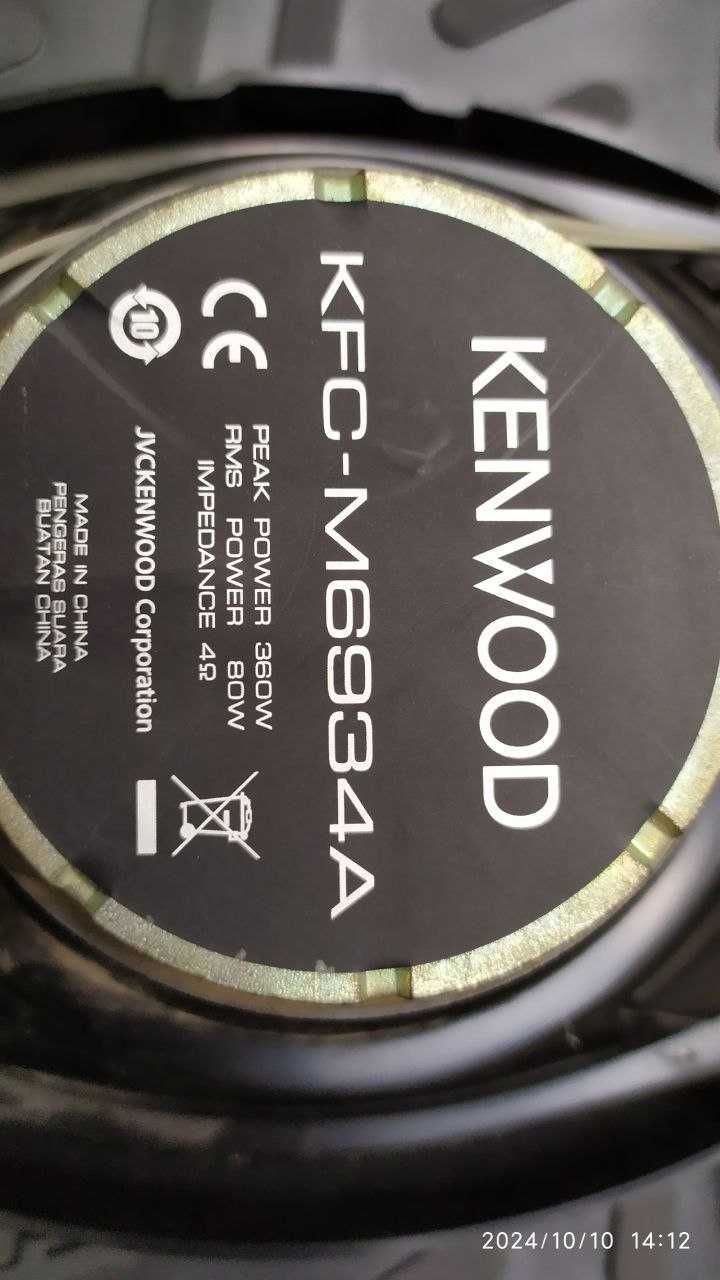 KENWOOD
KFC-M6934A
PEAK POWER 360W
RMS POWER 80W
IMPEDANCE 4Ω
CE
10
JVCKENWOOD Corporation
MADE IN CHINA
PENGERAS SUARA
BUATAN CHINA
2024/10/10 14:12